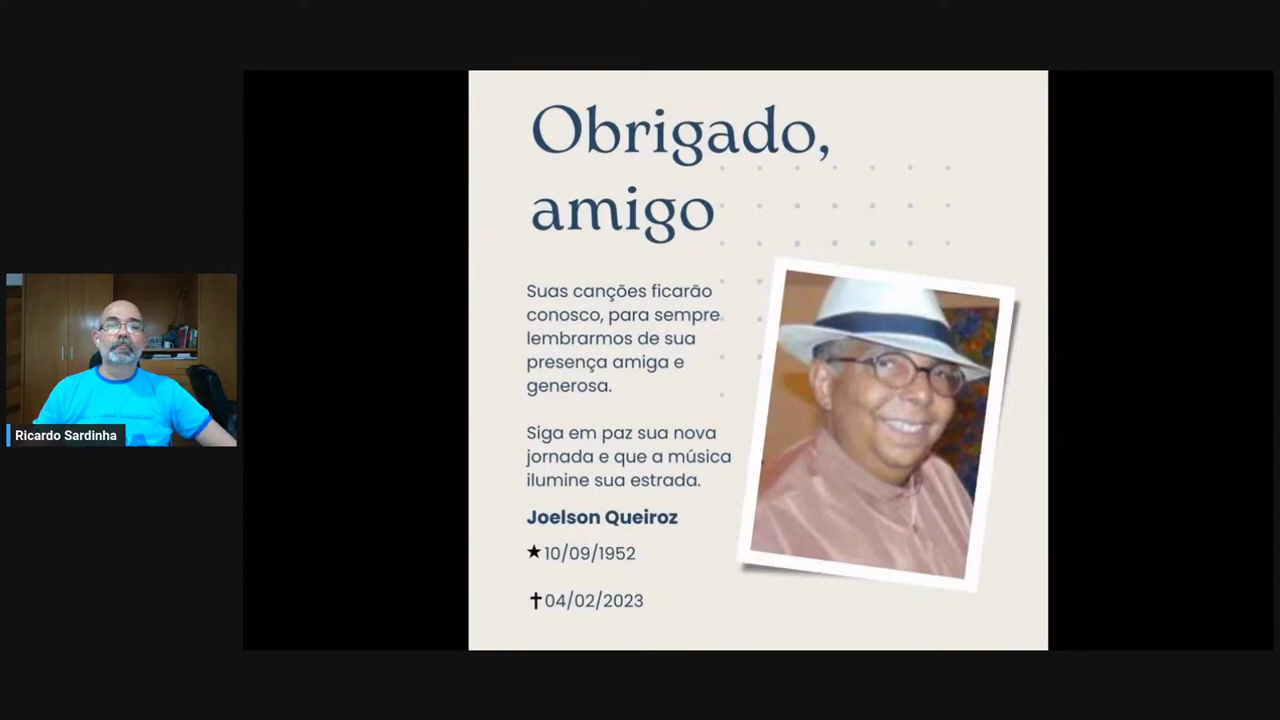 Obrigado,
amigo
Suas canções ficarão
conosco, para sempre
lembrarmos de sua
presença amiga e
generosa.
Siga em paz sua nova
jornada e que a música
ilumine sua estrada.
Joelson Queiroz
★10/09/1952
✝04/02/2023
Ricardo Sardinha